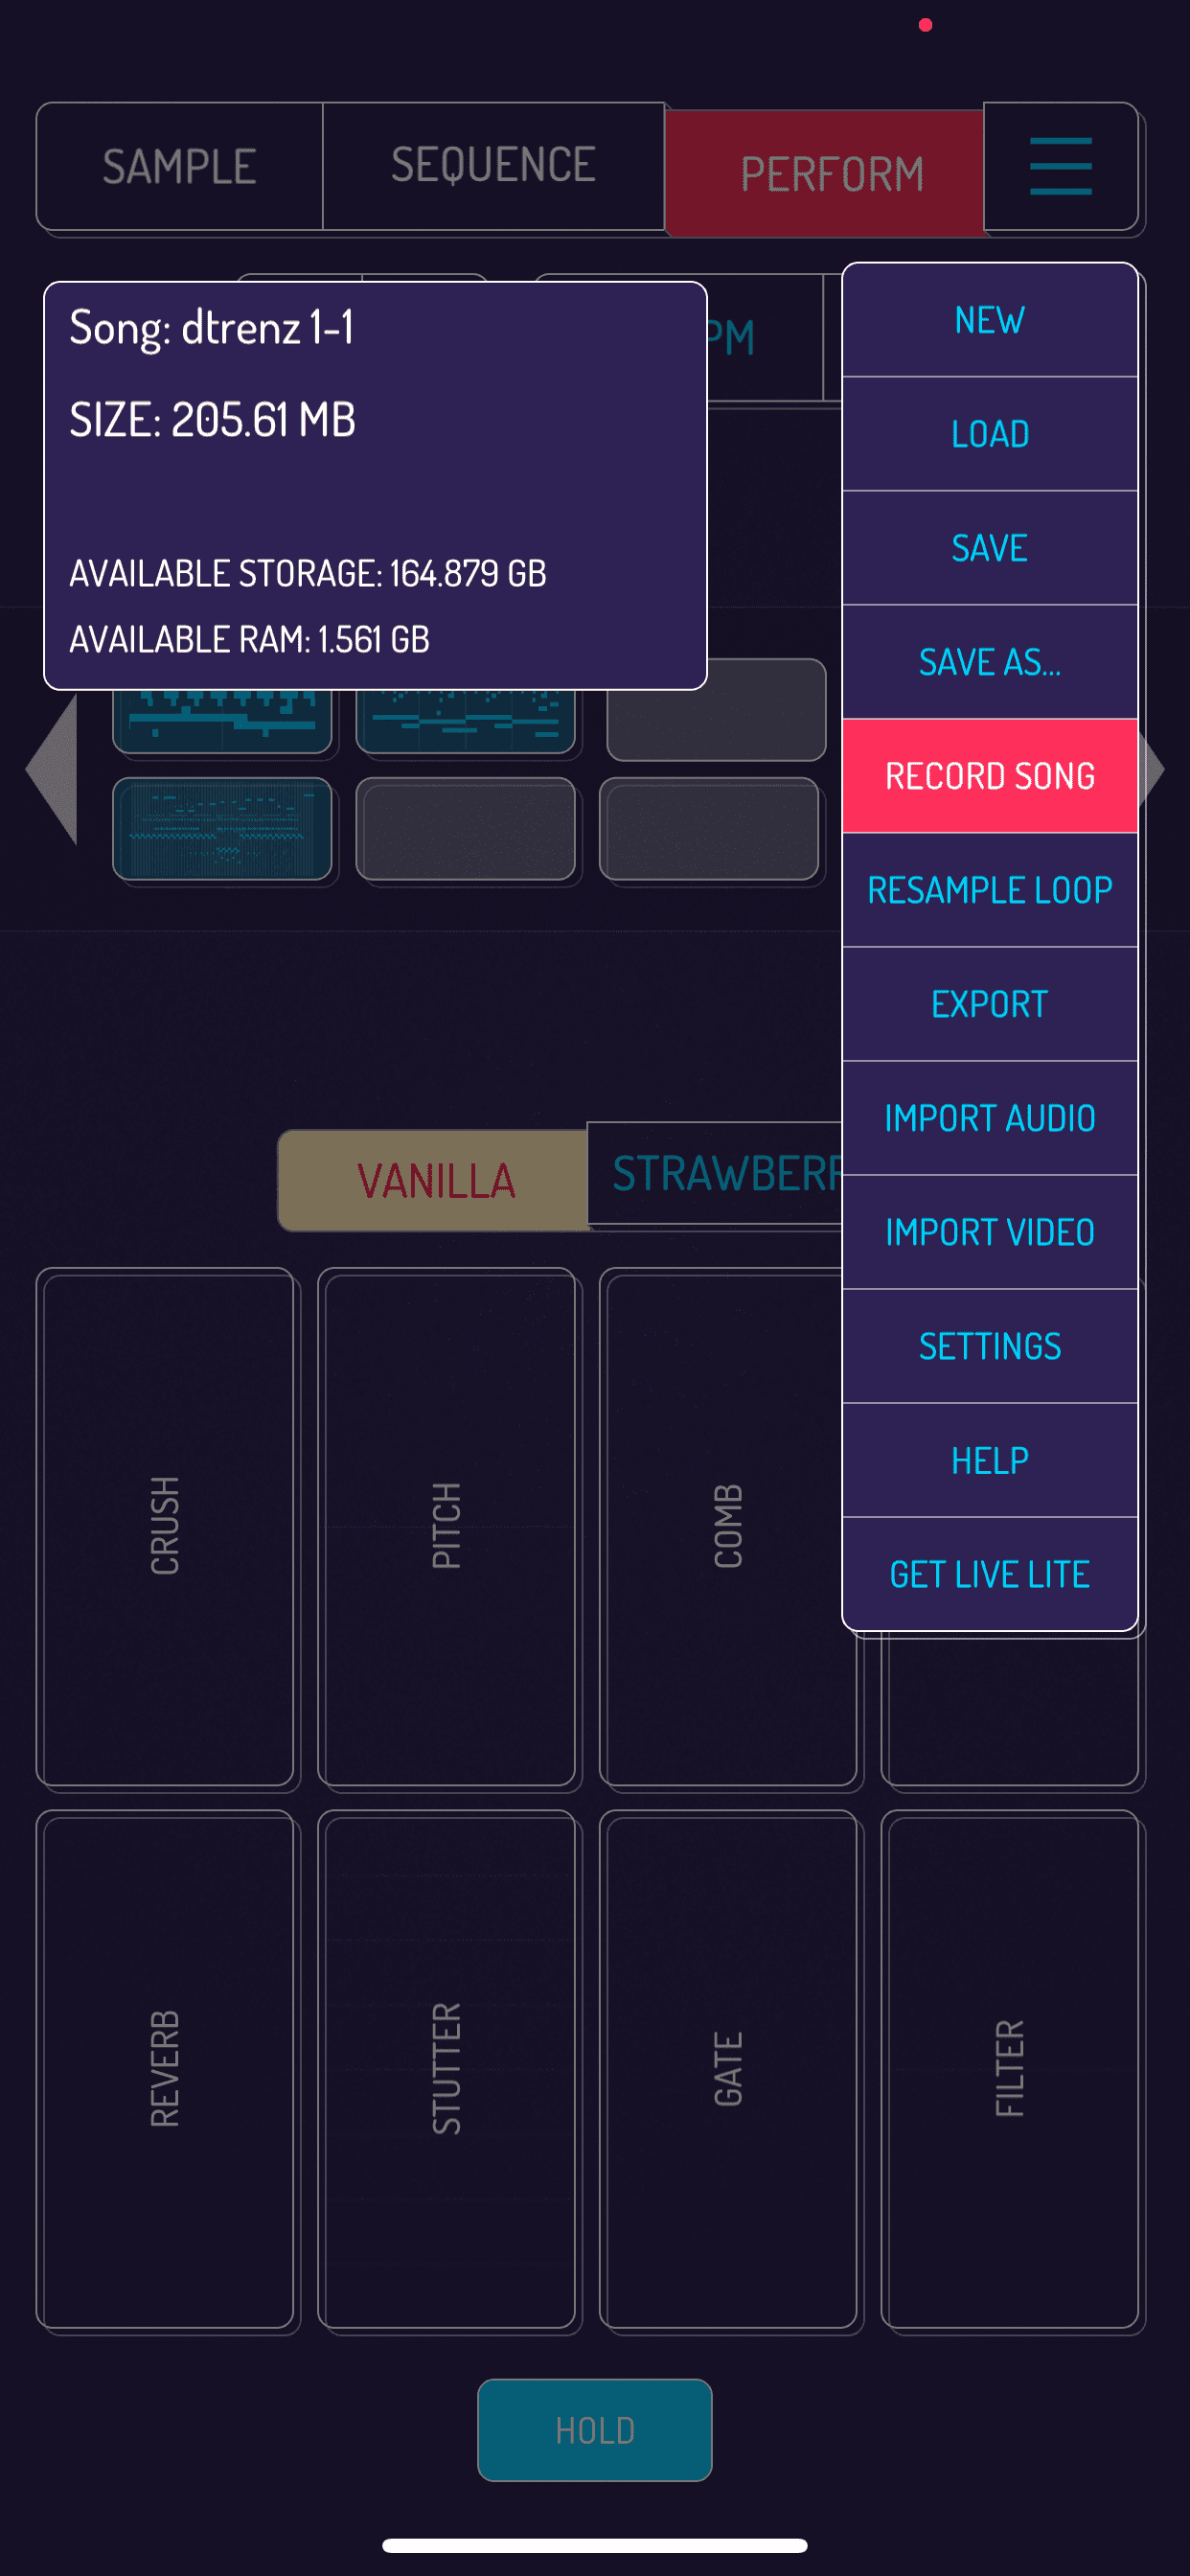 SAMPLE
SEQUENCE
PERFORM
Song: dtrenz 1-1
SIZE: 205.61 MB
AVAILABLE STORAGE: 164.879 GB
AVAILABLE RAM: 1.561 GB
PM
NEW
LOAD
SAVE
SAVE AS...
RECORD SONG
RESAMPLE LOOP
EXPORT
IMPORT AUDIO
IMPORT VIDEO
SETTINGS
HELP
GET LIVE LITE
VANILLA
STRAWBERR
CRUSH
PITCH
COMB
REVERB
STUTTER
GATE
FILTER
HOLD